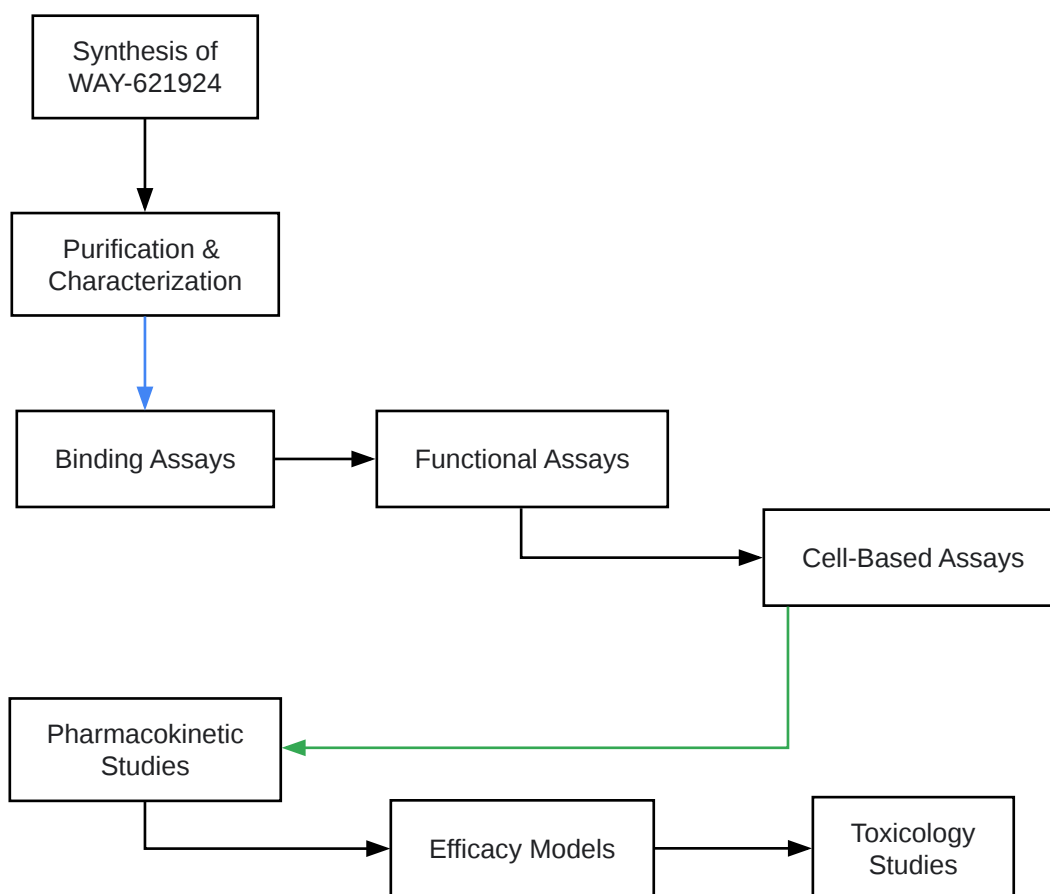 Synthesis of
WAY-621924
Purification &
Characterization
Binding Assays
Functional Assays
Cell-Based Assays
Pharmacokinetic
Studies
Efficacy Models
Toxicology
Studies